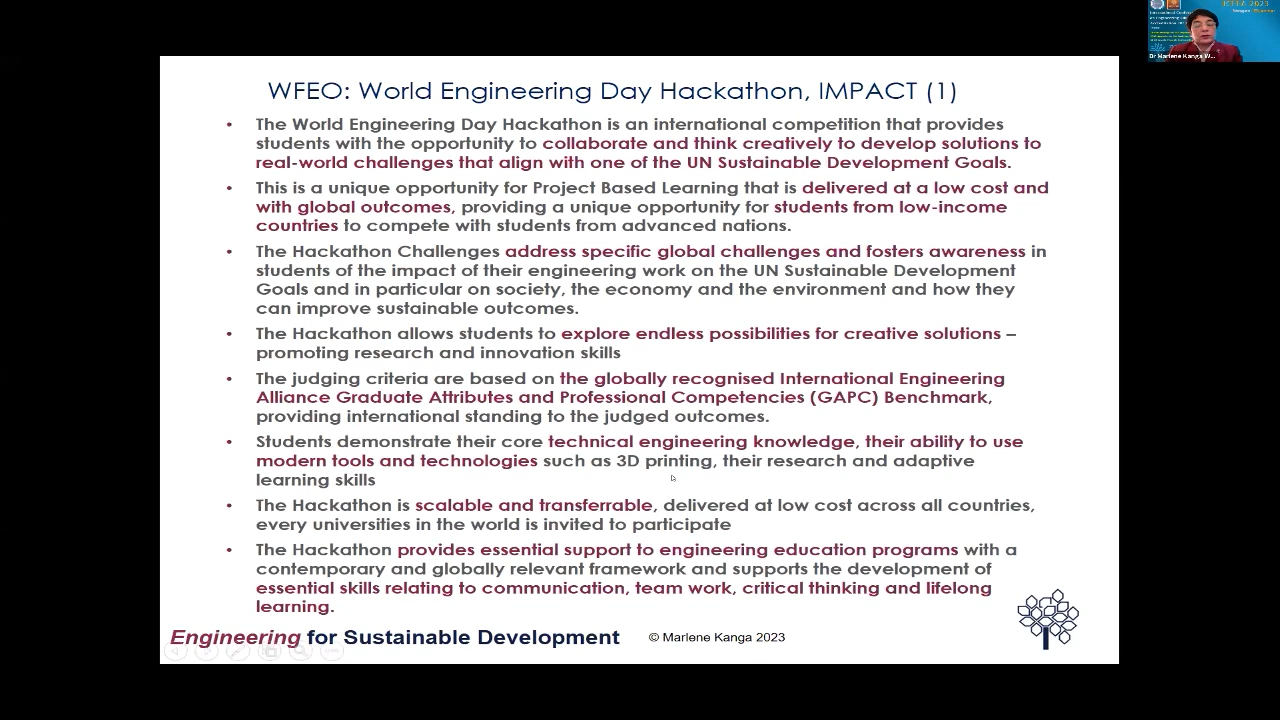 WFEO: World Engineering Day Hackathon, IMPACT (1)
• The World Engineering Day Hackathon is an international competition that provides
students with the opportunity to collaborate and think creatively to develop solutions to
real-world challenges that align with one of the UN Sustainable Development Goals.
• This is a unique opportunity for Project Based Learning that is delivered at a low cost and
with global outcomes, providing a unique opportunity for students from low-income
countries to compete with students from advanced nations.
• The Hackathon Challenges address specific global challenges and fosters awareness in
students of the impact of their engineering work on the UN Sustainable Development
Goals and in particular on society, the economy and the environment and how they
can improve sustainable outcomes.
• The Hackathon allows students to explore endless possibilities for creative solutions –
promoting research and innovation skills
• The judging criteria are based on the globally recognised International Engineering
Alliance Graduate Attributes and Professional Competencies (GAPC) Benchmark,
providing international standing to the judged outcomes.
• Students demonstrate their core technical engineering knowledge, their ability to use
modern tools and technologies such as 3D printing, their research and adaptive
learning skills
• The Hackathon is scalable and transferrable, delivered at low cost across all countries,
every universities in the world is invited to participate
• The Hackathon provides essential support to engineering education programs with a
contemporary and globally relevant framework and supports the development of
essential skills relating to communication, team work, critical thinking and lifelong
learning.
Engineering for Sustainable Development
© Marlene Kanga 2023
2023
Dr Marlene Kanga W...